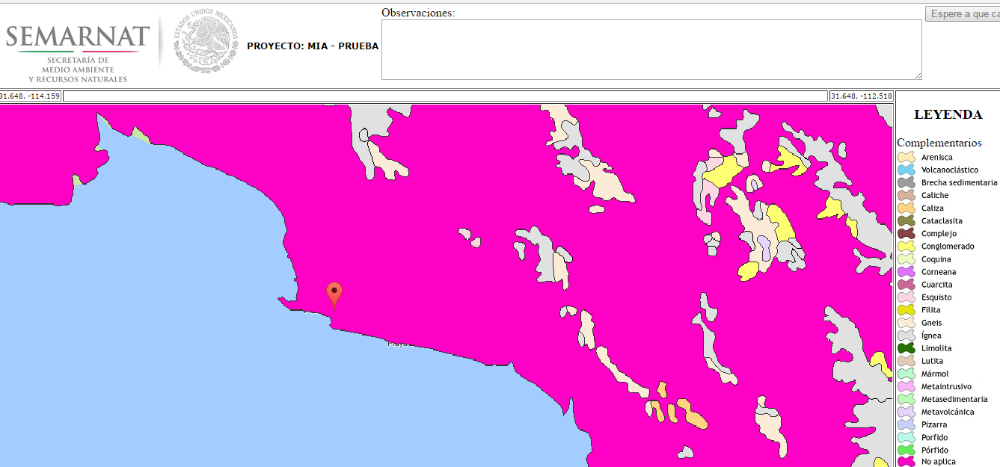 SEMARNAT
SECRETARÍA DE
MEDIO AMBIENTE
Y RECURSOS NATURALES
ESTADOS UNIDOS MEXICANOS
PROYECTO: MIA - PRUEBA
Observaciones:
Espere a que ca
31.648, -114.159
31.648, -112.518
Playa
LEYENDA
Complementarios
Arenisca
Volcanoclástico
Brecha sedimentaria
Caliche
Caliza
Cataclasita
Complejo
Conglomerado
Coquina
Corneana
Cuarcita
Esquisto
Filita
Gneis
Ígnea
Limolita
Lutita
Mármol
Metaintrusivo
Metasedimentaria
Metavolcánica
Pizarra
Porfido
Pórfido
No aplica